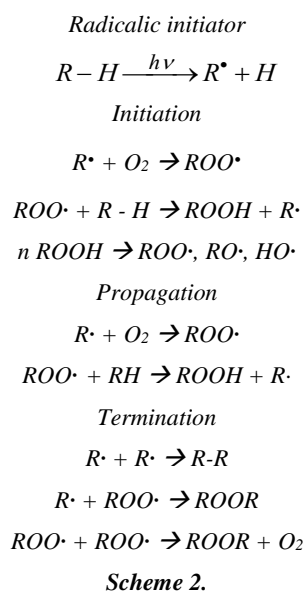 Radicalic initiator
R – H —hν→ R• + H
Initiation
R• + O₂ → ROO•
ROO· + R - H → ROOH + R·
n ROOH → ROO·, RO·, HO·
Propagation
R· + O₂ → ROO·
ROO· + RH → ROOH + R·
Termination
R· + R· → R-R
R· + ROO· → ROOR
ROO· + ROO· → ROOR + O₂
Scheme 2.